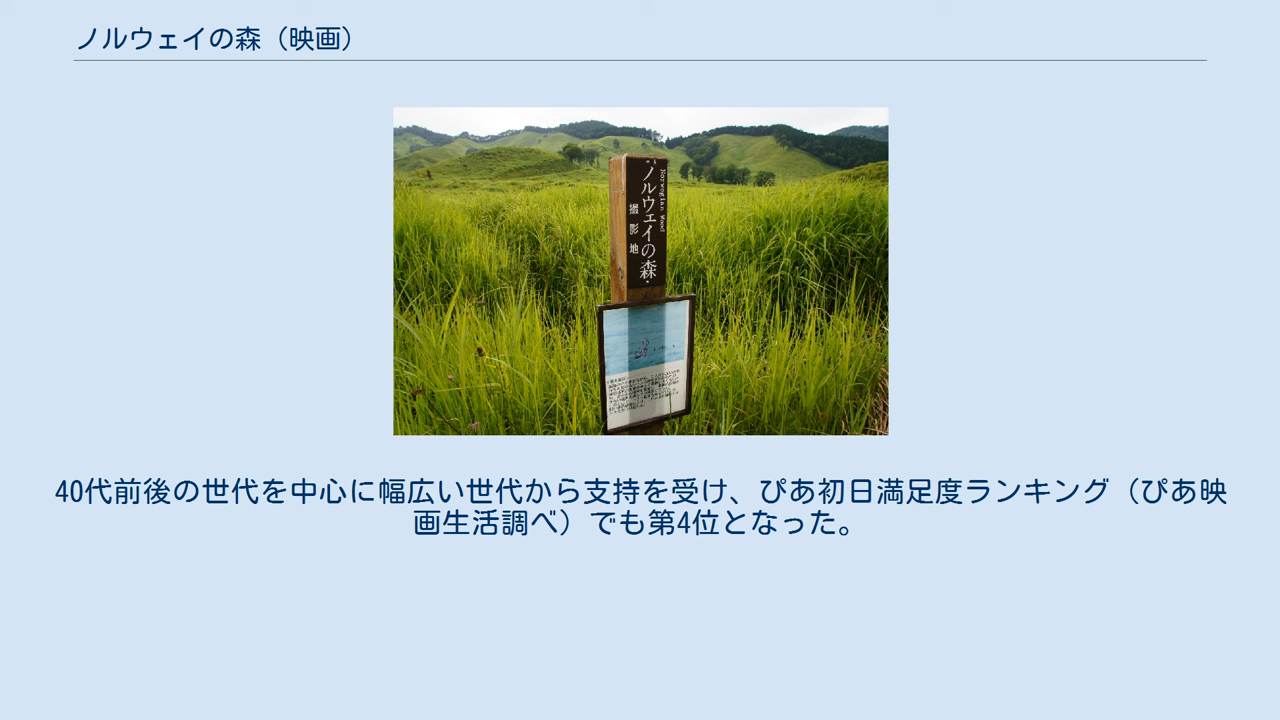 ノルウェイの森（映画）
Norwegian Wood
ノルウェイの森
撮影地
40代前後の世代を中心に幅広い世代から支持を受け、ぴあ初日満足度ランキング（ぴあ映
画生活調べ）でも第4位となった。